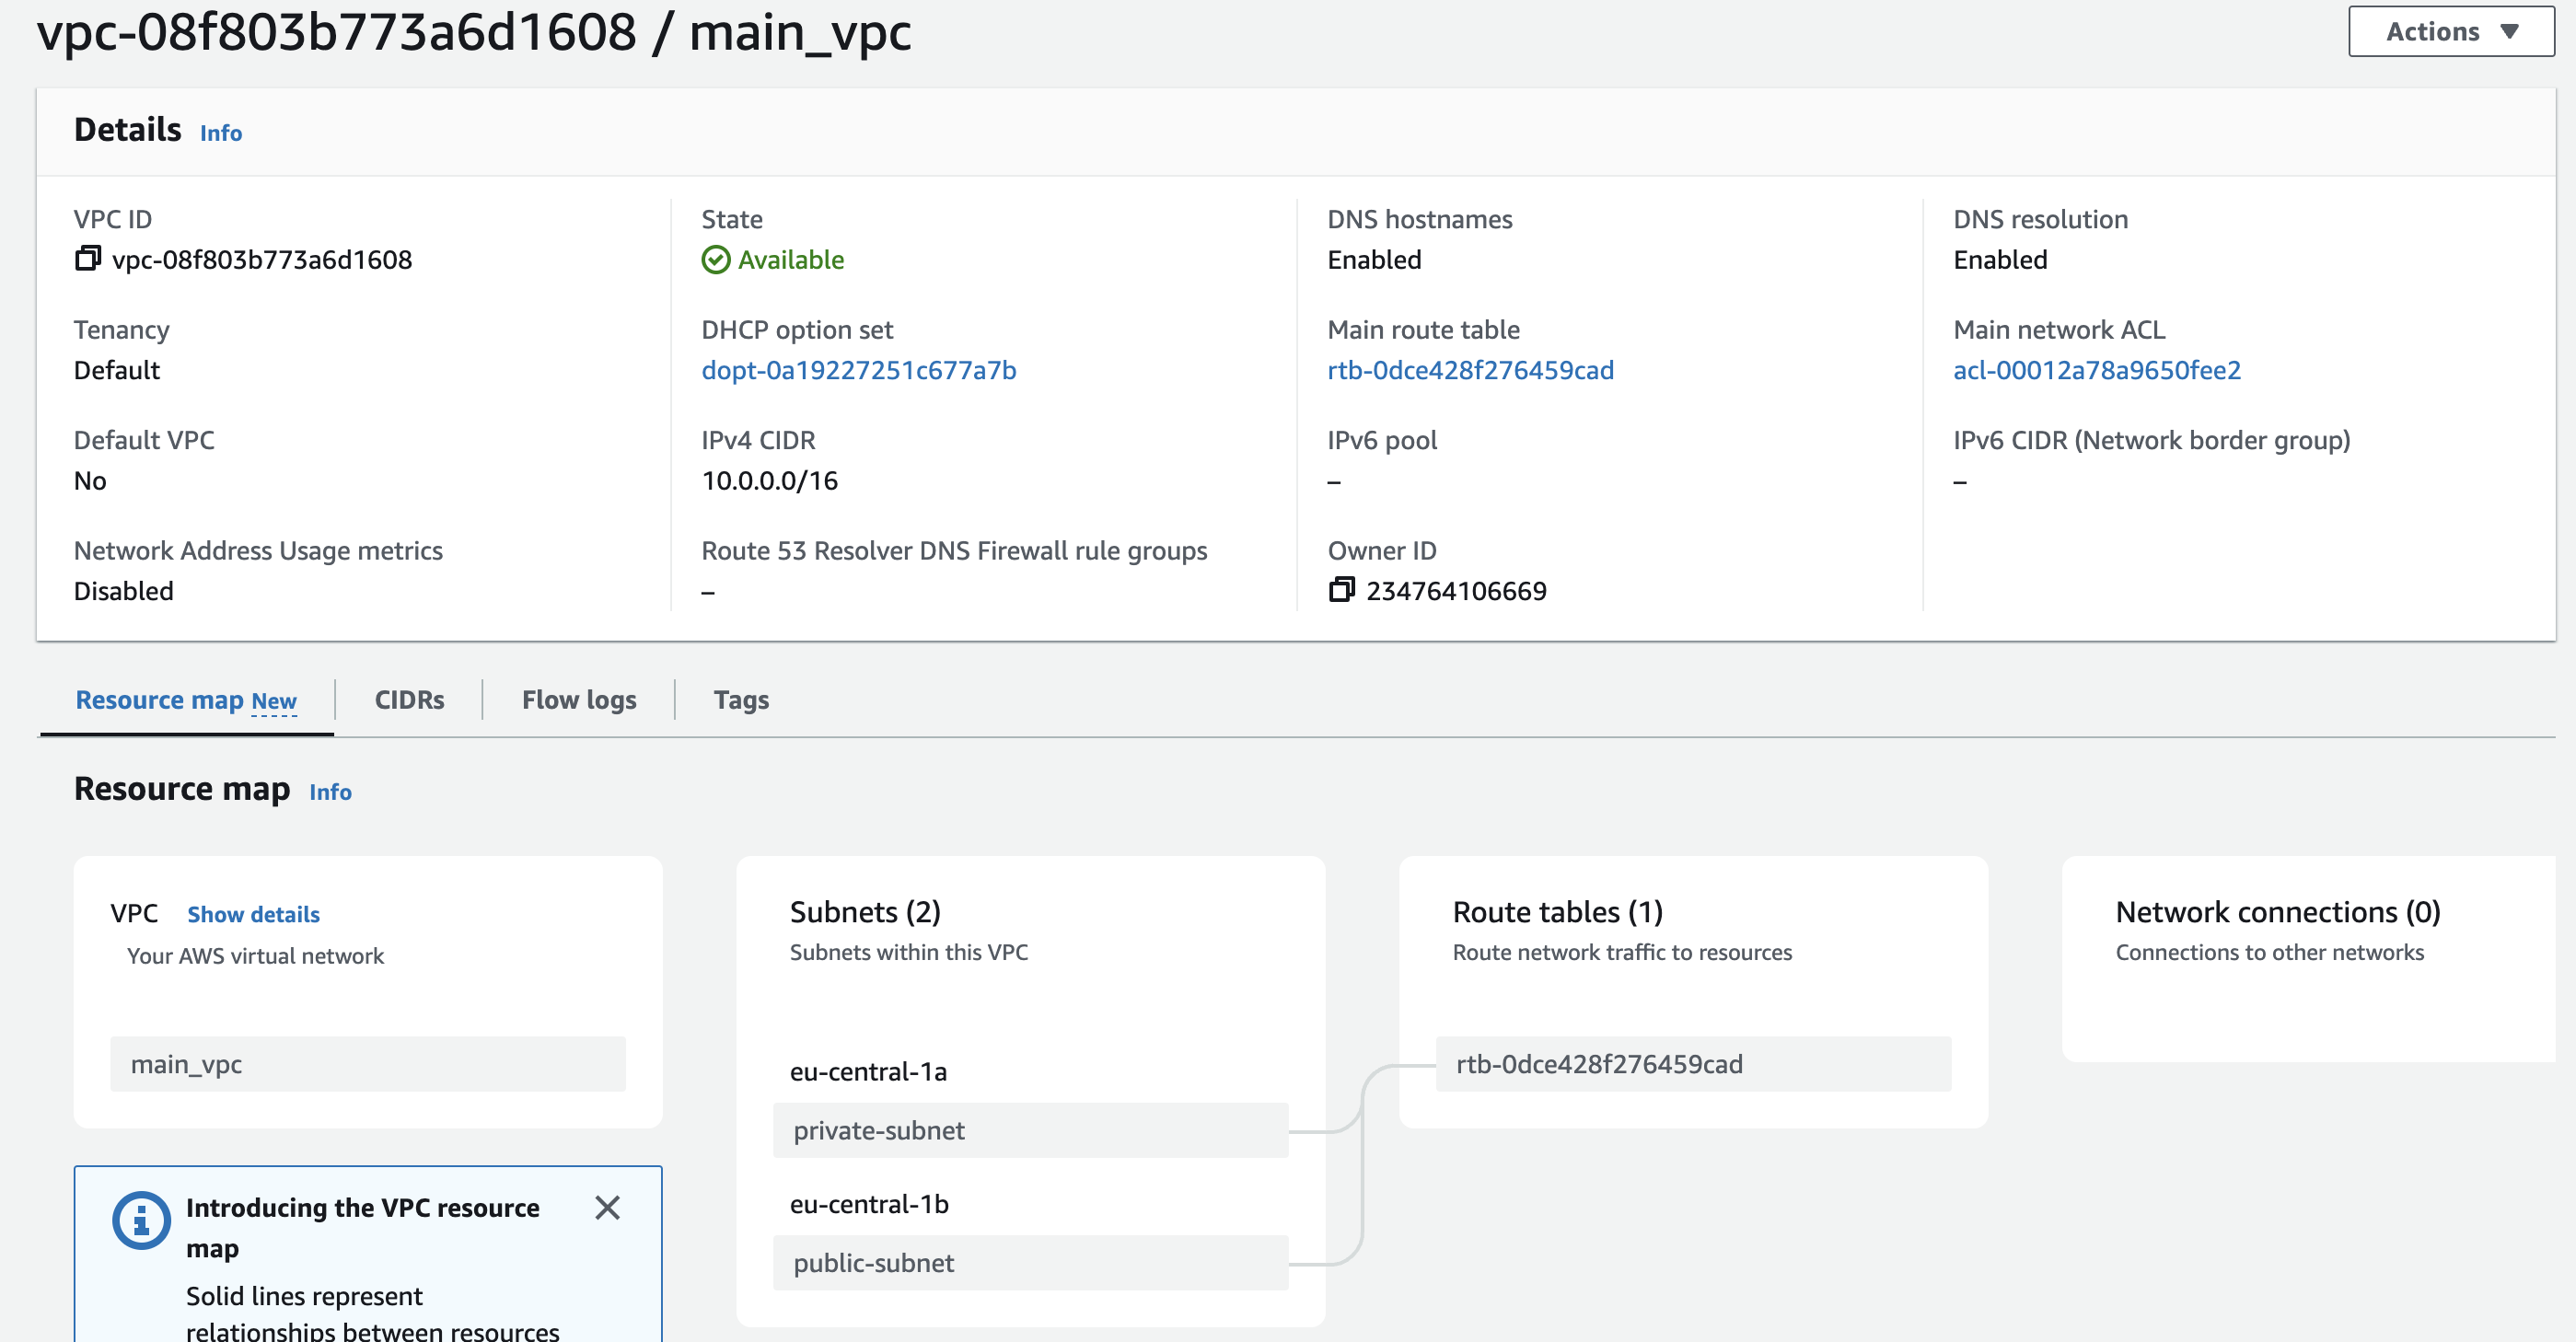 vpc-08f803b773a6d1608 / main_vpc
Actions
Details Info
VPC ID
vpc-08f803b773a6d1608
State
Available
DNS hostnames
Enabled
DNS resolution
Enabled
Tenancy
Default
DHCP option set
dopt-0a19227251c677a7b
Main route table
rtb-0dce428f276459cad
Main network ACL
acl-00012a78a9650fee2
Default VPC
No
IPv4 CIDR
10.0.0.0/16
IPv6 pool
–
IPv6 CIDR (Network border group)
–
Network Address Usage metrics
Disabled
Route 53 Resolver DNS Firewall rule groups
–
Owner ID
234764106669
Resource map New
CIDRs
Flow logs
Tags
Resource map Info
VPC Show details
Your AWS virtual network
main_vpc
Introducing the VPC resource
map
Solid lines represent
relationships between resources
Subnets (2)
Subnets within this VPC
eu-central-1a
private-subnet
eu-central-1b
public-subnet
Route tables (1)
Route network traffic to resources
rtb-0dce428f276459cad
Network connections (0)
Connections to other networks